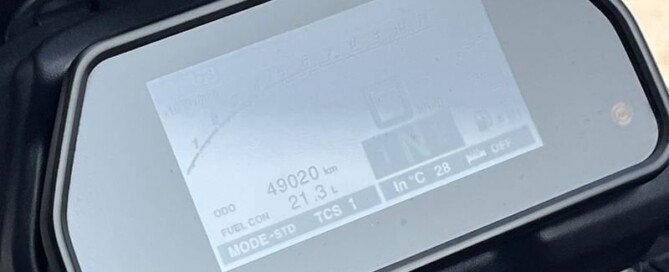 N
ODO 49020 km
FUEL CON 21.3 L
MODE-STD TCS 1 In °C 28 OFF